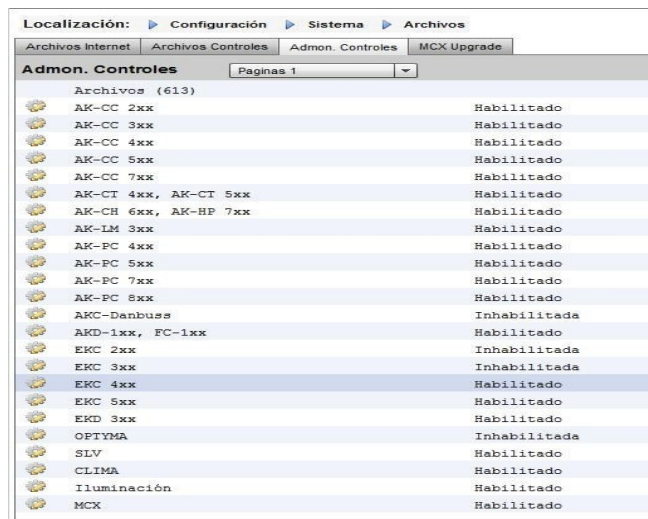 Localización: Configuración Sistema Archivos
Archivos Internet Archivos Controles Admon. Controles MCX Upgrade
Admon. Controles Paginas 1
Archivos (613)
AK-CC 2xx Habilitado
AK-CC 3xx Habilitado
AK-CC 4xx Habilitado
AK-CC 5xx Habilitado
AK-CC 7xx Habilitado
AK-CT 4xx, AK-CT 5xx Habilitado
AK-CH 6xx, AK-HP 7xx Habilitado
AK-LM 3xx Habilitado
AK-PC 4xx Habilitado
AK-PC 5xx Habilitado
AK-PC 7xx Habilitado
AK-PC 8xx Habilitado
AKC-Danbuss Inhabilitada
AKD-1xx, FC-1xx Habilitado
EKC 2xx Inhabilitada
EKC 3xx Inhabilitada
EKC 4xx Habilitado
EKC 5xx Habilitado
EKD 3xx Habilitado
OPTYMA Inhabilitada
SLV Habilitado
CLIMA Habilitado
Iluminación Habilitado
MCX Habilitado